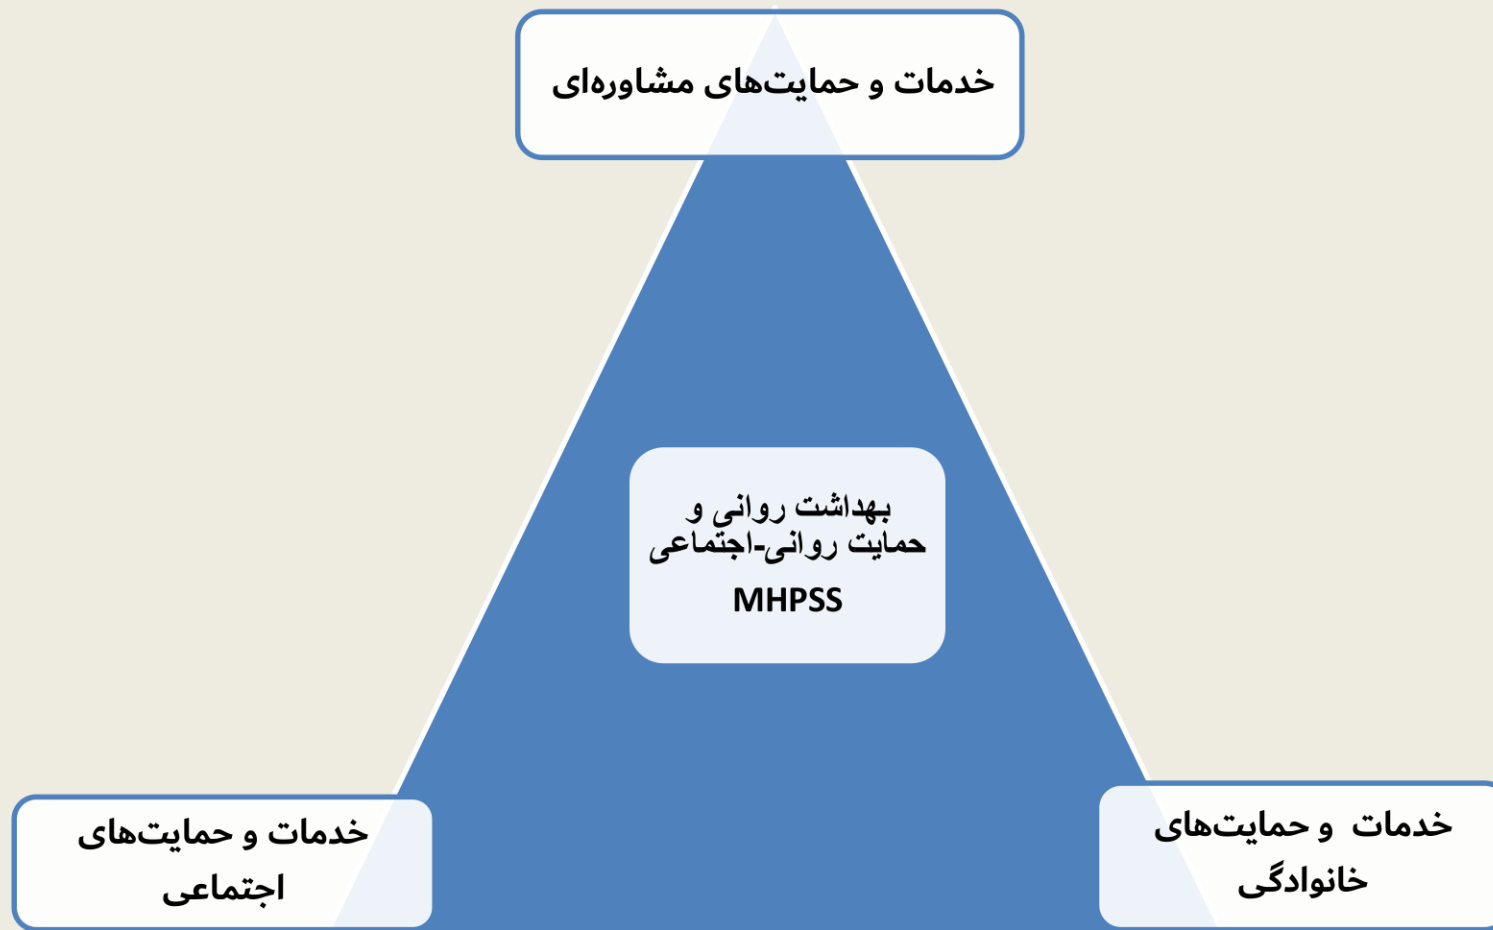 خدمات و حمایت‌های مشاوره‌ای
بهداشت روانی و
حمایت روانی-اجتماعی
MHPSS
خدمات و حمایت‌های
خانوادگی
خدمات و حمایت‌های
اجتماعی